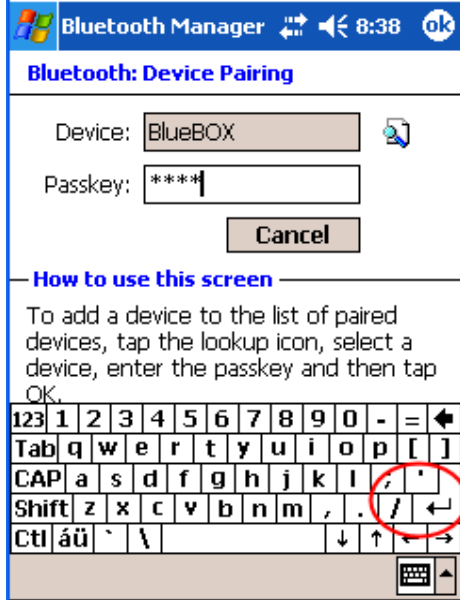 Bluetooth Manager 8:38 ok
Bluetooth: Device Pairing
Device: BlueBOX
Passkey: ****
Cancel
How to use this screen
To add a device to the list of paired
devices, tap the lookup icon, select a
device, enter the passkey and then tap
OK.
123 1 2 3 4 5 6 7 8 9 0 - =
Tab q w e r t y u i o p [ ]
CAP a s d f g h j k l ; '
Shift z x c v b n m , . /
Ctl áü ` \